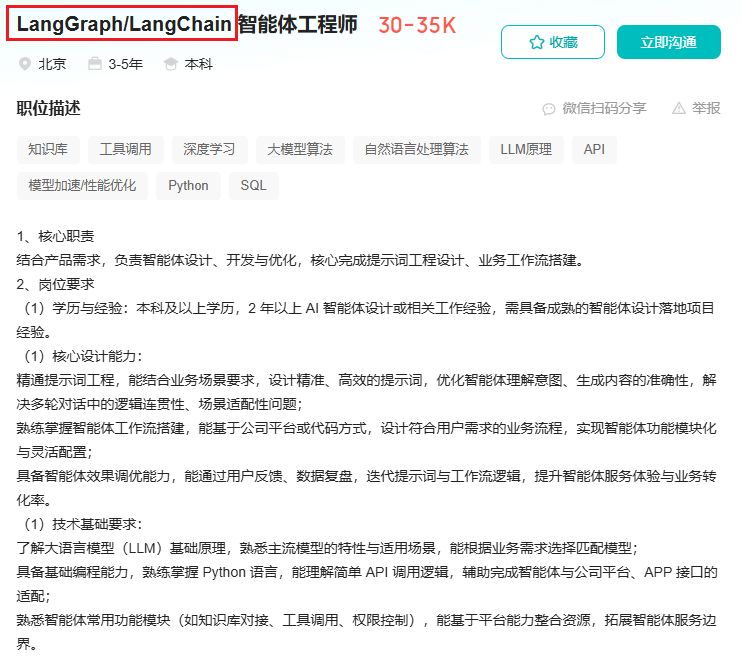 LangGraph/LangChain 智能体工程师 30-35K
收藏
立即沟通
北京 3-5年 本科
职位描述
微信扫码分享 举报
知识库 工具调用 深度学习 大模型算法 自然语言处理算法 LLM原理 API
模型加速/性能优化 Python SQL
1、核心职责
结合产品需求，负责智能体设计、开发与优化，核心完成提示词工程设计、业务工作流搭建。
2、岗位要求
（1）学历与经验：本科及以上学历，2 年以上 AI 智能体设计或相关工作经验，需具备成熟的智能体设计落地项目
经验。
（1）核心设计能力：
精通提示词工程，能结合业务场景要求，设计精准、高效的提示词，优化智能体理解意图、生成内容的准确性，解
决多轮对话中的逻辑连贯性、场景适配性问题；
熟练掌握智能体工作流搭建，能基于公司平台或代码方式，设计符合用户需求的业务流程，实现智能体功能模块化
与灵活配置；
具备智能体效果调优能力，能通过用户反馈、数据复盘，迭代提示词与工作流逻辑，提升智能体服务体验与业务转
化率。
（1）技术基础要求：
了解大语言模型（LLM）基础原理，熟悉主流模型的特性与适用场景，能根据业务需求选择匹配模型；
具备基础编程能力，熟练掌握 Python 语言，能理解简单 API 调用逻辑，辅助完成智能体与公司平台、APP 接口的
适配；
熟悉智能体常用功能模块（如知识库对接、工具调用、权限控制），能基于平台能力整合资源，拓展智能体服务边
界。